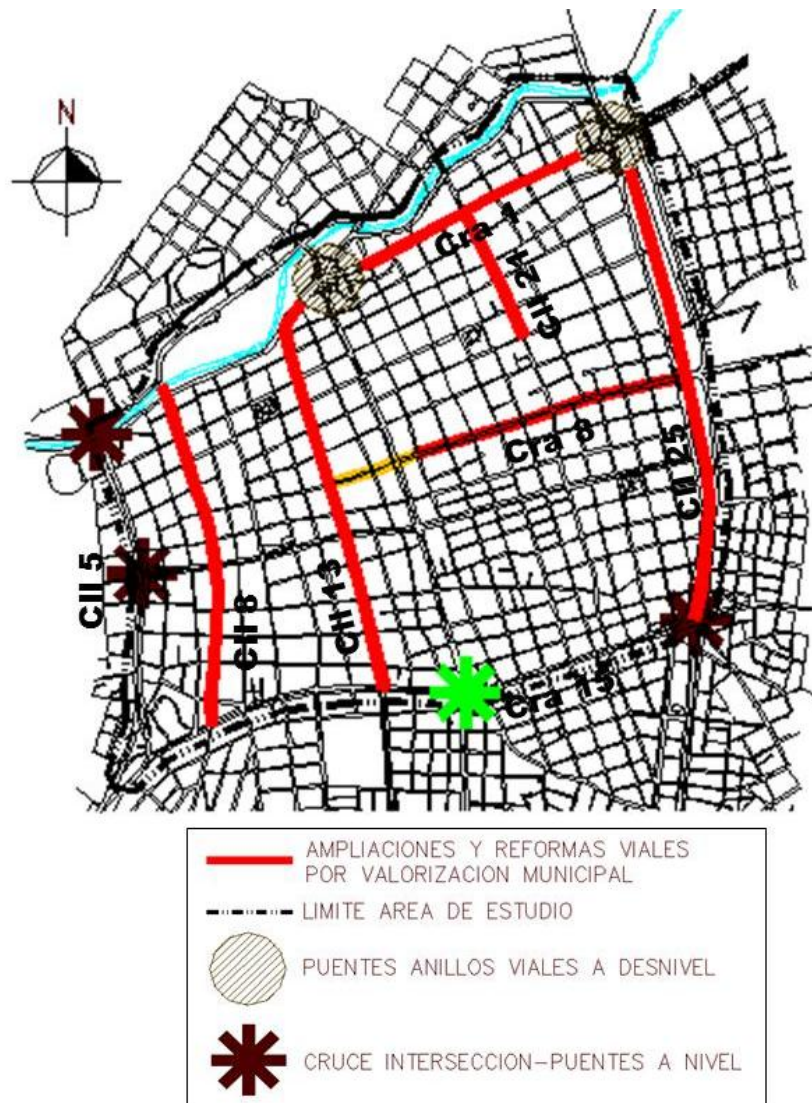 N
Cra 1
Cll 21
Cra 8
Cll 25
Cll 5
Cll 8
Cll 13
Cra 15
AMPLIACIONES Y REFORMAS VIALES
POR VALORIZACION MUNICIPAL
LIMITE AREA DE ESTUDIO
PUENTES ANILLOS VIALES A DESNIVEL
CRUCE INTERSECCION-PUENTES A NIVEL